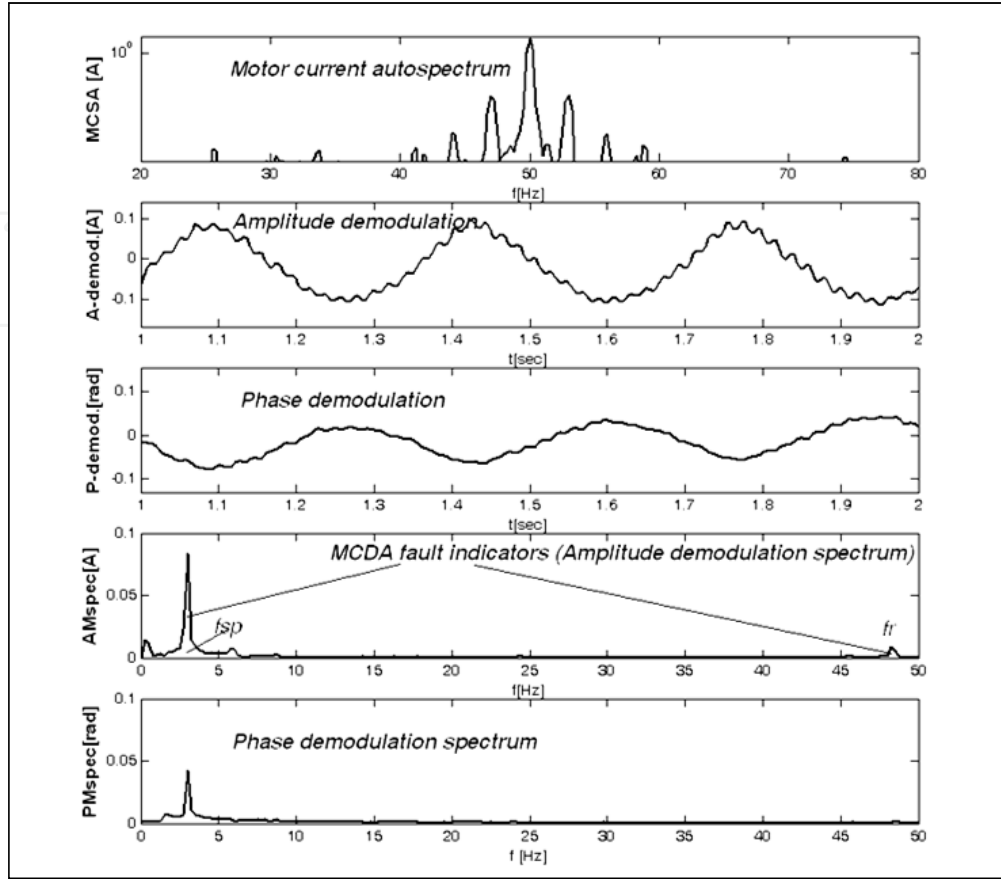 MCSA [A]
10⁰
Motor current autospectrum
20 30 40 50 60 70 80
f[Hz]
A-demod.[A]
0.1
0
-0.1
Amplitude demodulation
1 1.1 1.2 1.3 1.4 1.5 1.6 1.7 1.8 1.9 2
t[sec]
P-demod.[rad]
0.1
0
-0.1
Phase demodulation
1 1.1 1.2 1.3 1.4 1.5 1.6 1.7 1.8 1.9 2
t[sec]
AMspec[A]
0.1
0.05
0
MCDA fault indicators (Amplitude demodulation spectrum)
fsp
fr
0 5 10 15 20 25 30 35 40 45 50
f[Hz]
PMspec[rad]
0.1
0.05
0
Phase demodulation spectrum
0 5 10 15 20 25 30 35 40 45 50
f [Hz]